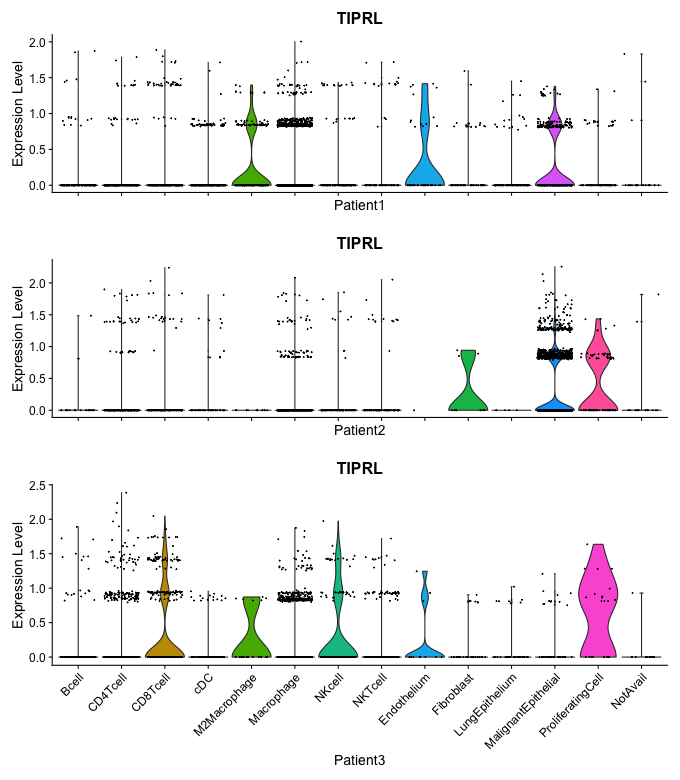 TIPRL
Expression Level
2.0
1.5
1.0
0.5
0.0
Patient1
TIPRL
Expression Level
2.0
1.5
1.0
0.5
0.0
Patient2
TIPRL
Expression Level
2.5
2.0
1.5
1.0
0.5
0.0
Bcell
CD4Tcell
CD8Tcell
cDC
M2Macrophage
Macrophage
NKcell
NKTcell
Endothelium
Fibroblast
LungEpithelium
MalignantEpithelial
ProliferatingCell
NotAvail
Patient3